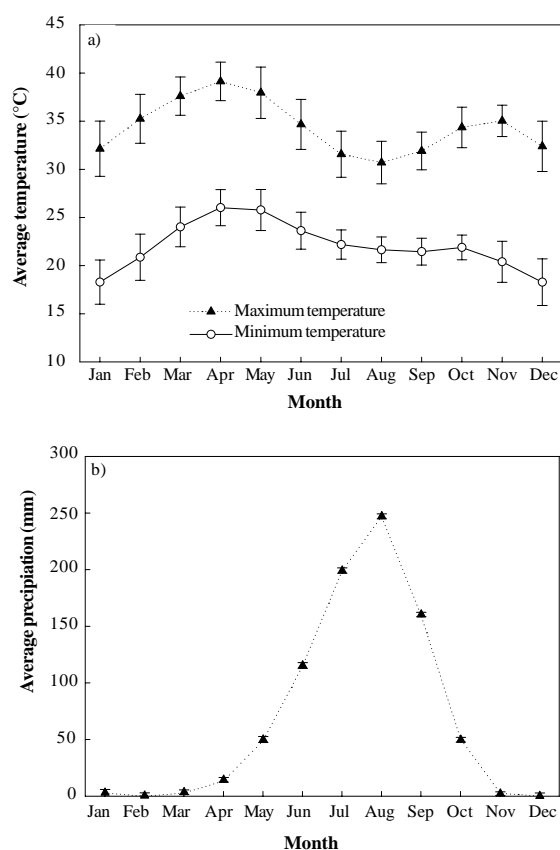 a)
45
40
35
30
25
20
15
10
Average temperature (°C)
Maximum temperature
Minimum temperature
Jan Feb Mar Apr May Jun Jul Aug Sep Oct Nov Dec
Month
b)
300
250
200
150
100
50
0
Average precipiation (mm)
Jan Feb Mar Apr May Jun Jul Aug Sep Oct Nov Dec
Month